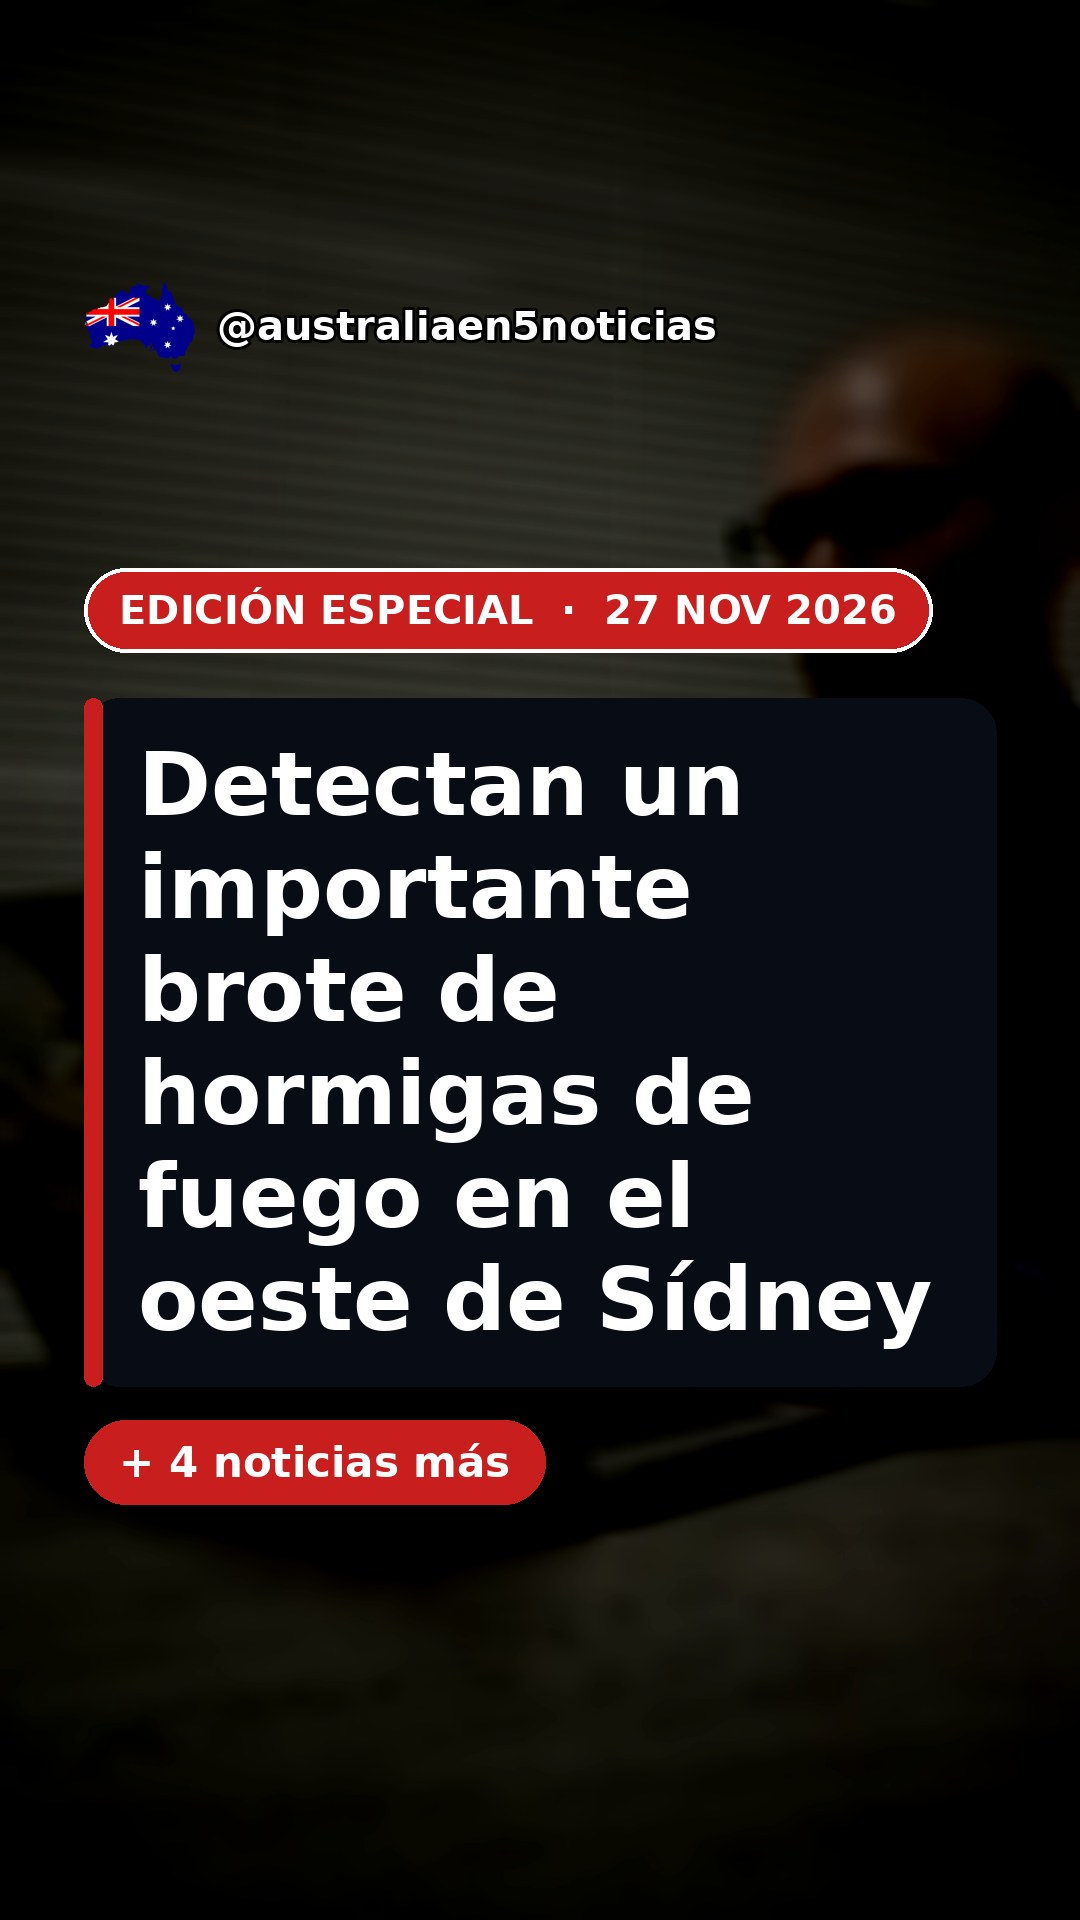 @australiaen5noticias
EDICIÓN ESPECIAL · 27 NOV 2026
Detectan un
importante
brote de
hormigas de
fuego en el
oeste de Sídney
+ 4 noticias más